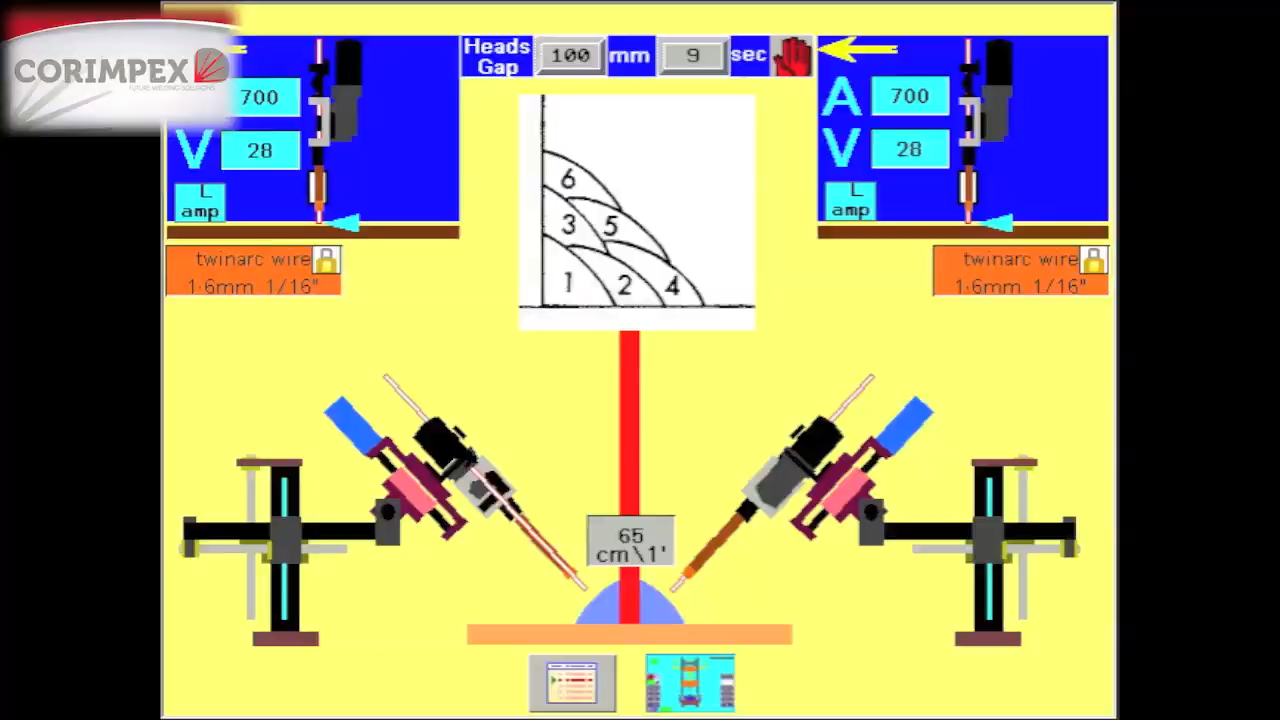 CORIMPEX
FUTURE WELDING SOLUTIONS
Heads
Gap
100
mm
9
sec
700
V
28
L
amp
A
700
V
28
L
amp
twinarc wire
1·6mm 1/16"
twinarc wire
1·6mm 1/16"
6
3
5
1
2
4
65
cm\1'